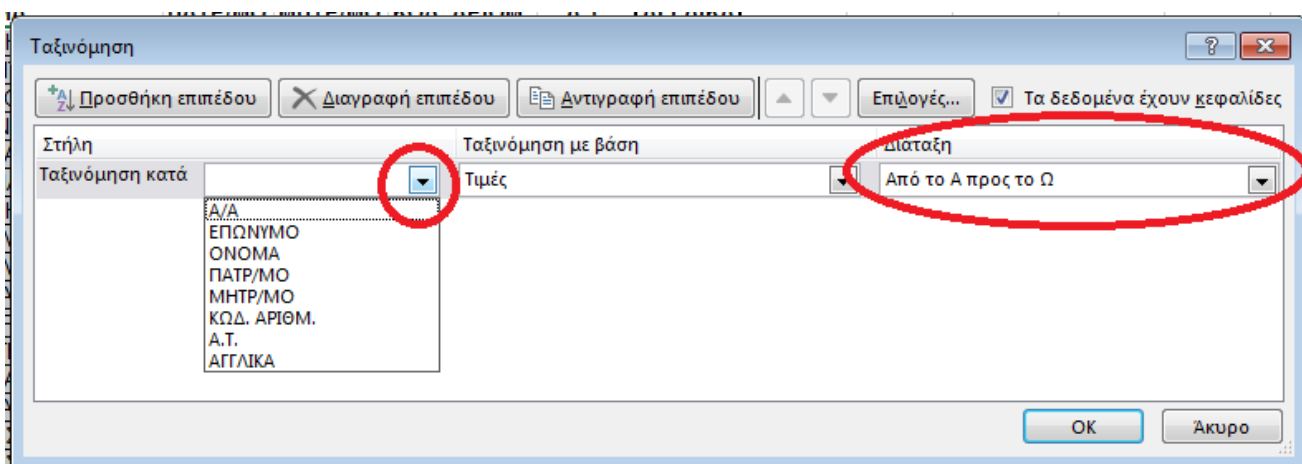 Ταξινόμηση
Προσθήκη επιπέδου Διαγραφή επιπέδου Αντιγραφή επιπέδου Επιλογές... Τα δεδομένα έχουν κεφαλίδες
Στήλη Ταξινόμηση με βάση Διάταξη
Ταξινόμηση κατά Τιμές Από το Α προς το Ω
Α/Α
ΕΠΩΝΥΜΟ
ΟΝΟΜΑ
ΠΑΤΡ/ΜΟ
ΜΗΤΡ/ΜΟ
ΚΩΔ. ΑΡΙΘΜ.
Α.Τ.
ΑΓΓΛΙΚΑ
OK Άκυρο